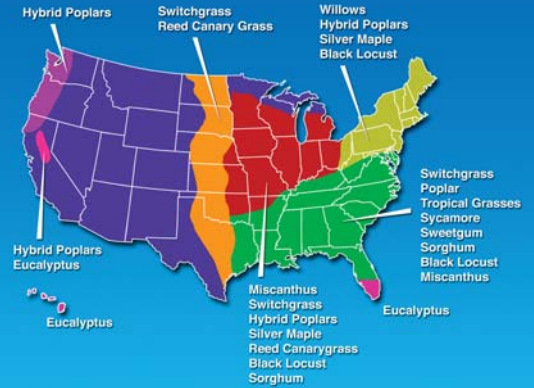 Hybrid Poplars
Switchgrass
Reed Canary Grass
Willows
Hybrid Poplars
Silver Maple
Black Locust
Switchgrass
Poplar
Tropical Grasses
Sycamore
Sweetgum
Sorghum
Black Locust
Miscanthus
Hybrid Poplars
Eucalyptus
Eucalyptus
Miscanthus
Switchgrass
Hybrid Poplars
Silver Maple
Reed Canarygrass
Black Locust
Sorghum
Eucalyptus